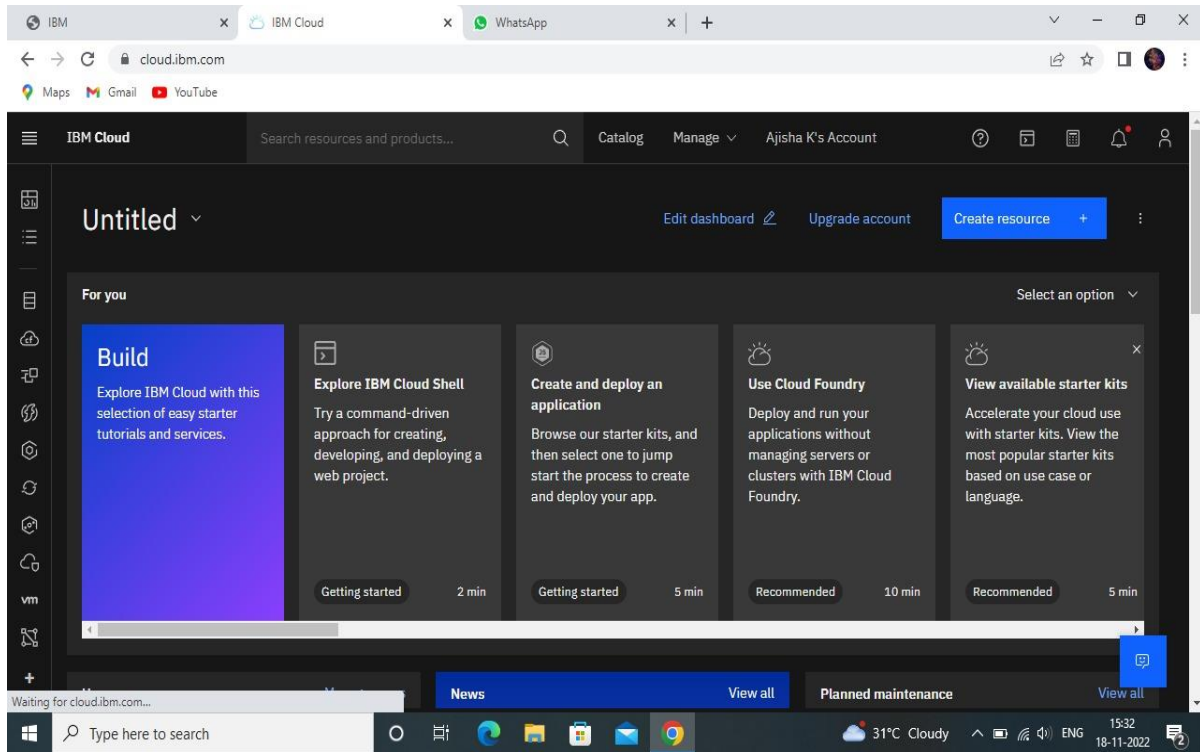 IBM
IBM Cloud
WhatsApp
cloud.ibm.com
Maps
Gmail
YouTube
IBM Cloud
Search resources and products...
Catalog
Manage
Ajisha K's Account
Untitled
Edit dashboard
Upgrade account
Create resource +
For you
Select an option
Build
Explore IBM Cloud with this
selection of easy starter
tutorials and services.
Explore IBM Cloud Shell
Try a command-driven
approach for creating,
developing, and deploying a
web project.
Getting started
2 min
Create and deploy an
application
Browse our starter kits, and
then select one to jump
start the process to create
and deploy your app.
Getting started
5 min
Use Cloud Foundry
Deploy and run your
applications without
managing servers or
clusters with IBM Cloud
Foundry.
Recommended
10 min
View available starter kits
Accelerate your cloud use
with starter kits. View the
most popular starter kits
based on use case or
language.
Recommended
5 min
vm
News
View all
Planned maintenance
View all
Waiting for cloud.ibm.com...
Type here to search
31°C Cloudy
ENG
15:32
18-11-2022
2